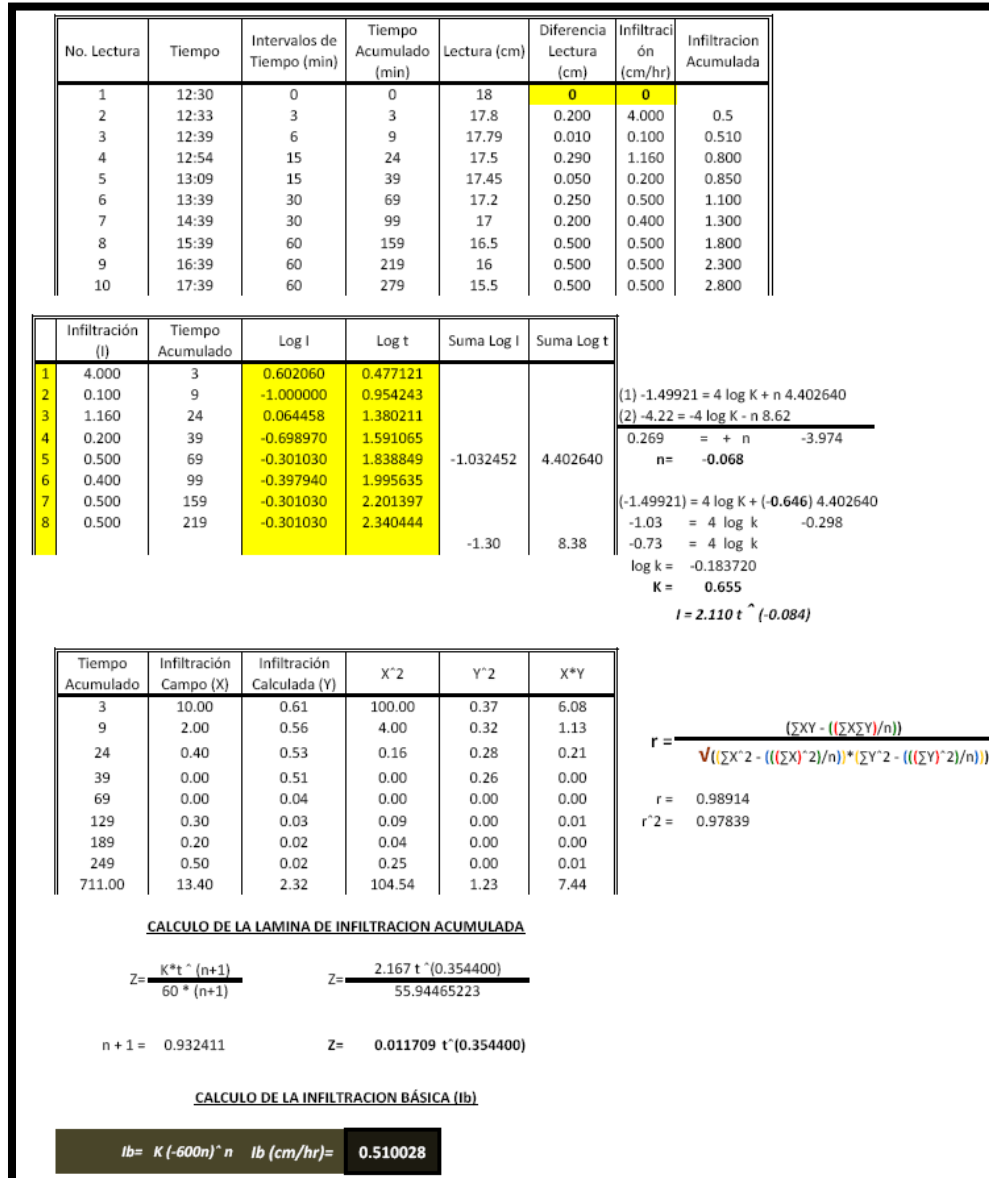 No. Lectura Tiempo Intervalos de Tiempo (min) Tiempo Acumulado (min) Lectura (cm) Diferencia Lectura (cm) Infiltración (cm/hr) Infiltracion Acumulada
1 12:30 0 0 18 0 0
2 12:33 3 3 17.8 0.200 4.000 0.5
3 12:39 6 9 17.79 0.010 0.100 0.510
4 12:54 15 24 17.5 0.290 1.160 0.800
5 13:09 15 39 17.45 0.050 0.200 0.850
6 13:39 30 69 17.2 0.250 0.500 1.100
7 14:39 30 99 17 0.200 0.400 1.300
8 15:39 60 159 16.5 0.500 0.500 1.800
9 16:39 60 219 16 0.500 0.500 2.300
10 17:39 60 279 15.5 0.500 0.500 2.800
Infiltración (I) Tiempo Acumulado Log I Log t Suma Log I Suma Log t
1 4.000 3 0.602060 0.477121
2 0.100 9 -1.000000 0.954243 (1) -1.49921 = 4 log K + n 4.402640
3 1.160 24 0.064458 1.380211 (2) -4.22 = -4 log K - n 8.62
4 0.200 39 -0.698970 1.591065 0.269 = + n -3.974
5 0.500 69 -0.301030 1.838849 -1.032452 4.402640 n= -0.068
6 0.400 99 -0.397940 1.995635
7 0.500 159 -0.301030 2.201397 (-1.49921) = 4 log K + (-0.646) 4.402640
8 0.500 219 -0.301030 2.340444 -1.03 = 4 log k -0.298
-1.30 8.38 -0.73 = 4 log k
log k = -0.183720
K = 0.655
I = 2.110 t ^ (-0.084)
Tiempo Acumulado Infiltración Campo (X) Infiltración Calculada (Y) X^2 Y^2 X*Y
3 10.00 0.61 100.00 0.37 6.08
9 2.00 0.56 4.00 0.32 1.13
24 0.40 0.53 0.16 0.28 0.21
39 0.00 0.51 0.00 0.26 0.00
69 0.00 0.04 0.00 0.00 0.00
129 0.30 0.03 0.09 0.00 0.01
189 0.20 0.02 0.04 0.00 0.00
249 0.50 0.02 0.25 0.00 0.01
711.00 13.40 2.32 104.54 1.23 7.44
(∑XY - ((∑X∑Y)/n))
r =
√((∑X^2 - (((∑X)^2)/n))*(∑Y^2 - (((∑Y)^2)/n)))
r = 0.98914
r^2 = 0.97839
CALCULO DE LA LAMINA DE INFILTRACION ACUMULADA
Z= K*t ^ (n+1) Z= 2.167 t ^(0.354400)
60 * (n+1) 55.94465223
n + 1 = 0.932411 Z= 0.011709 t^(0.354400)
CALCULO DE LA INFILTRACION BÁSICA (Ib)
Ib= K (-600n)^ n Ib (cm/hr)= 0.510028